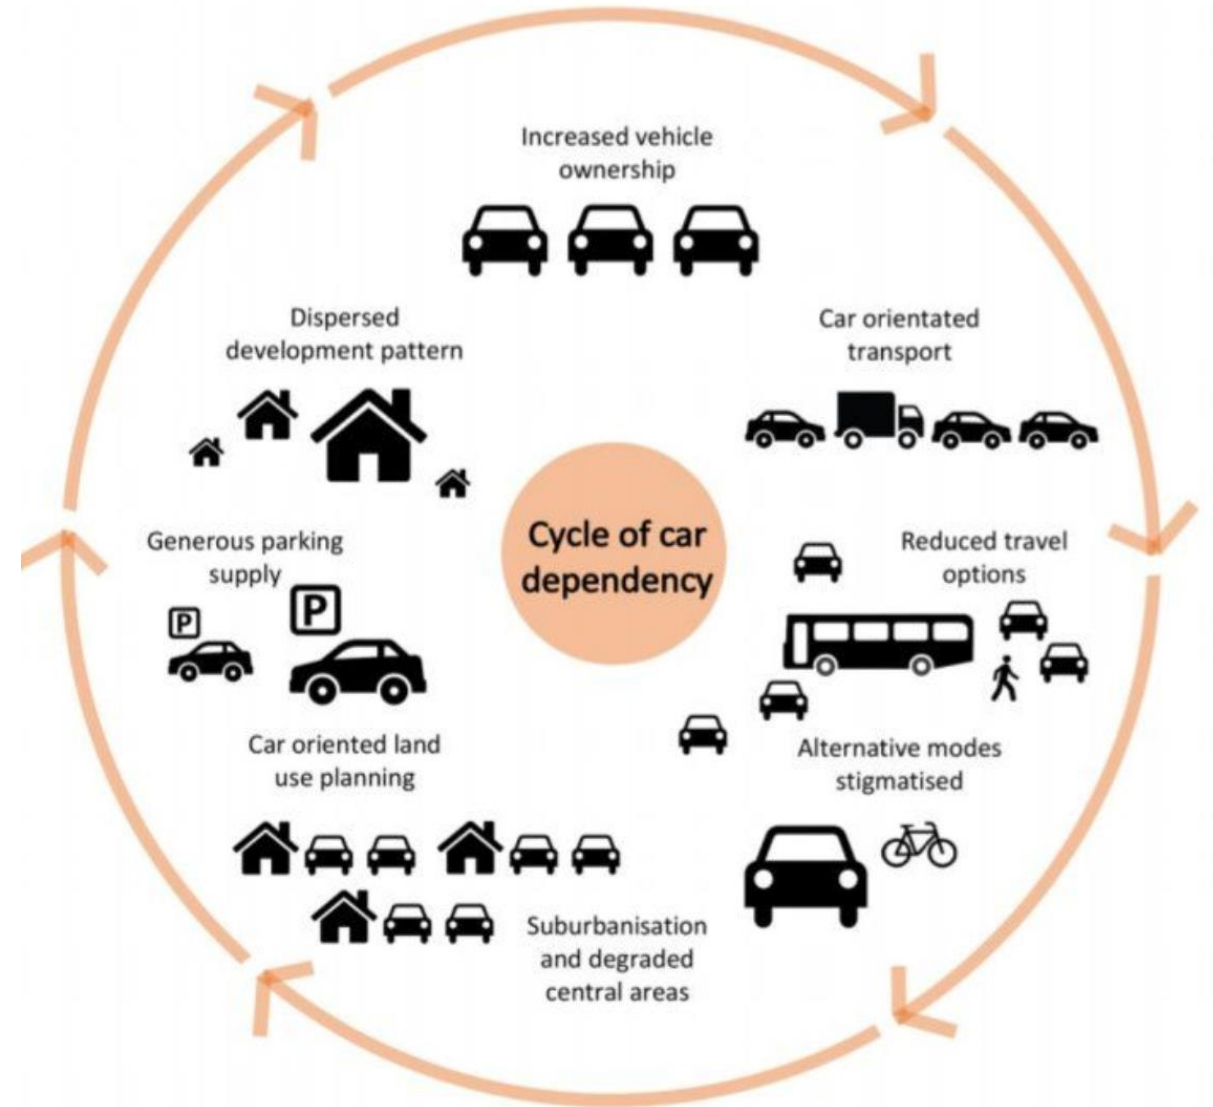 Increased vehicle
ownership
Car orientated
transport
Reduced travel
options
Alternative modes
stigmatised
Suburbanisation
and degraded
central areas
Car oriented land
use planning
Generous parking
supply
P
P
Dispersed
development pattern
Cycle of car
dependency